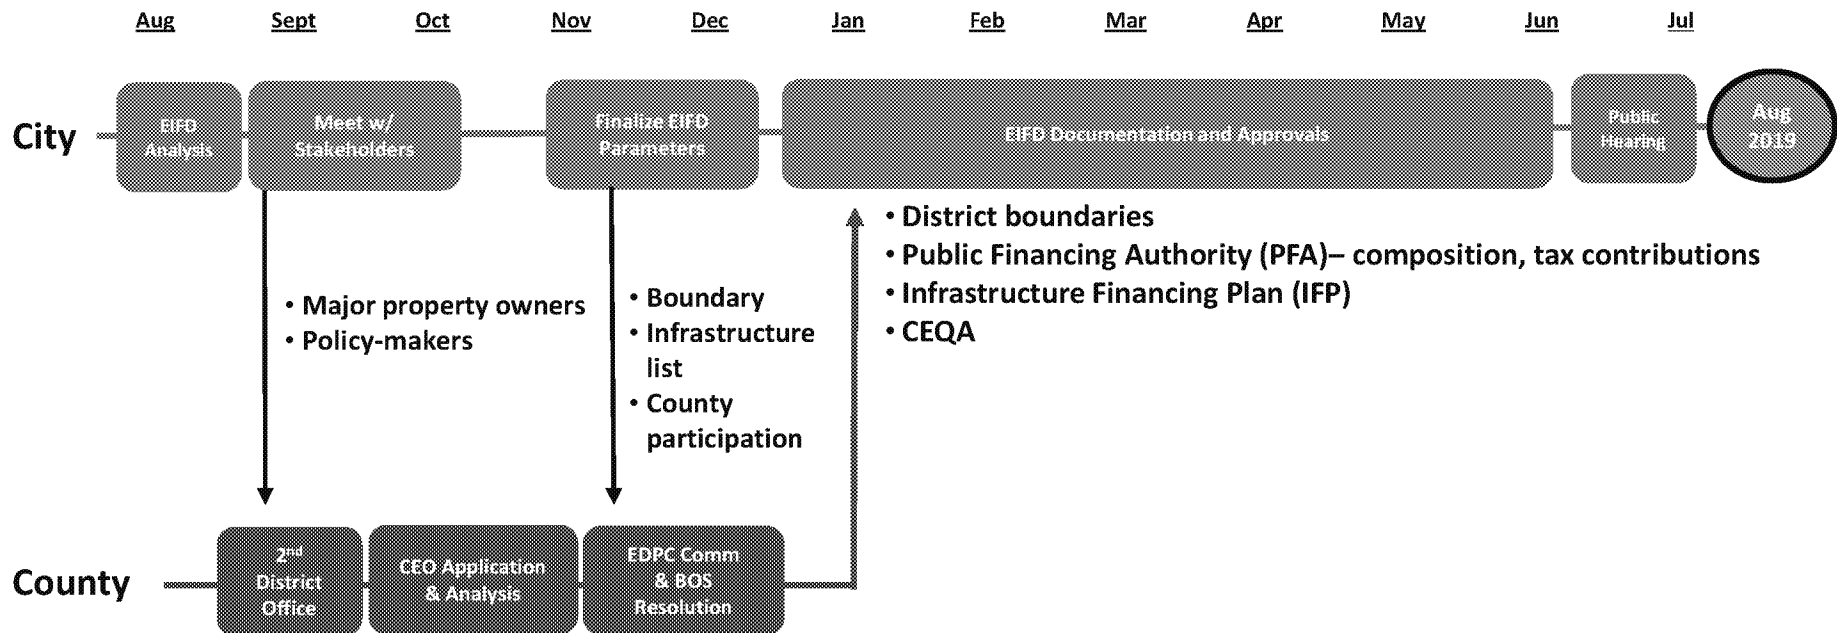 Aug Sept Oct Nov Dec Jan Feb Mar Apr May Jun Jul
City
EIFD
Analysis
Meet w/
Stakeholders
Finalize EIFD
Parameters
EIFD Documentation and Approvals
Public
Hearing
Aug
2019
• Major property owners
• Policy-makers
• Boundary
• Infrastructure
list
• County
participation
• District boundaries
• Public Financing Authority (PFA)– composition, tax contributions
• Infrastructure Financing Plan (IFP)
• CEQA
County
2nd
District
Office
CEO Application
& Analysis
EDPC Comm
& BOS
Resolution